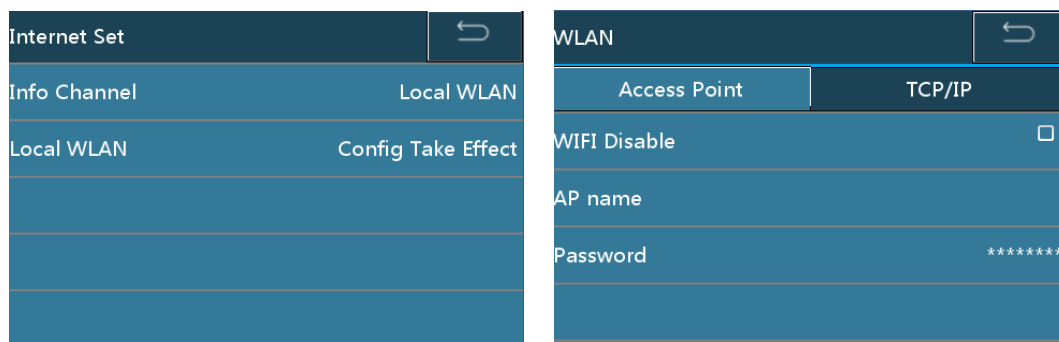 Internet Set
Info Channel Local WLAN
Local WLAN Config Take Effect
WLAN
Access Point TCP/IP
WIFI Disable
AP name
Password ********